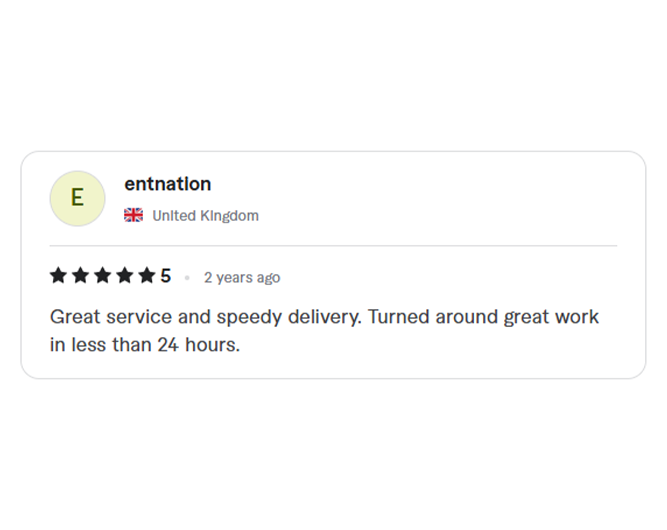 E
entnation
United Kingdom
5 • 2 years ago
Great service and speedy delivery. Turned around great work
in less than 24 hours.